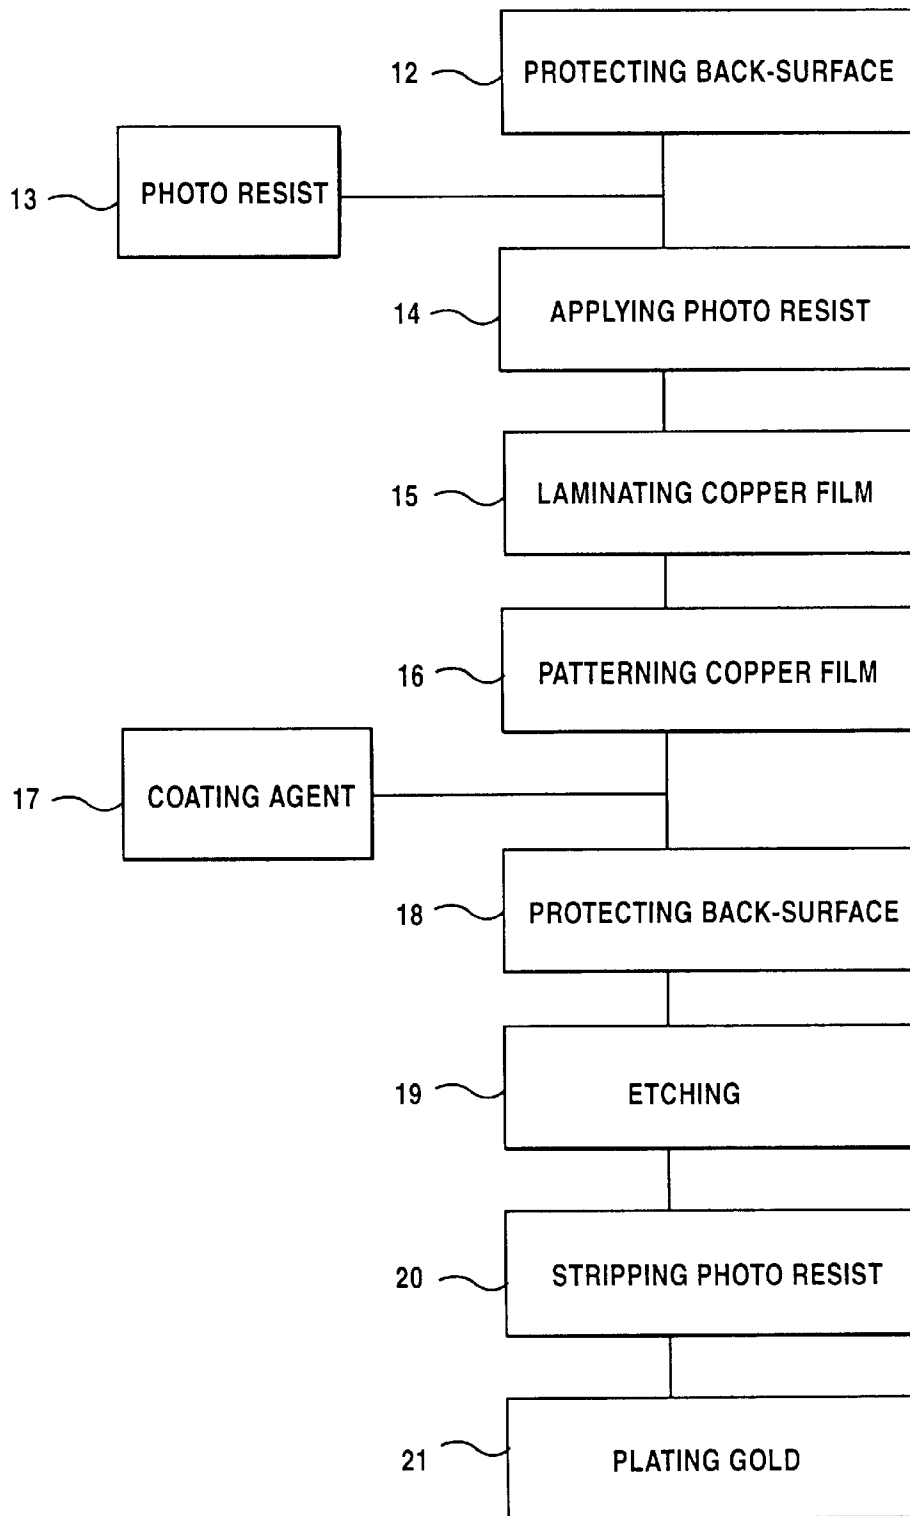 12 PROTECTING BACK-SURFACE
13 PHOTO RESIST
14 APPLYING PHOTO RESIST
15 LAMINATING COPPER FILM
16 PATTERNING COPPER FILM
17 COATING AGENT
18 PROTECTING BACK-SURFACE
19 ETCHING
20 STRIPPING PHOTO RESIST
21 PLATING GOLD